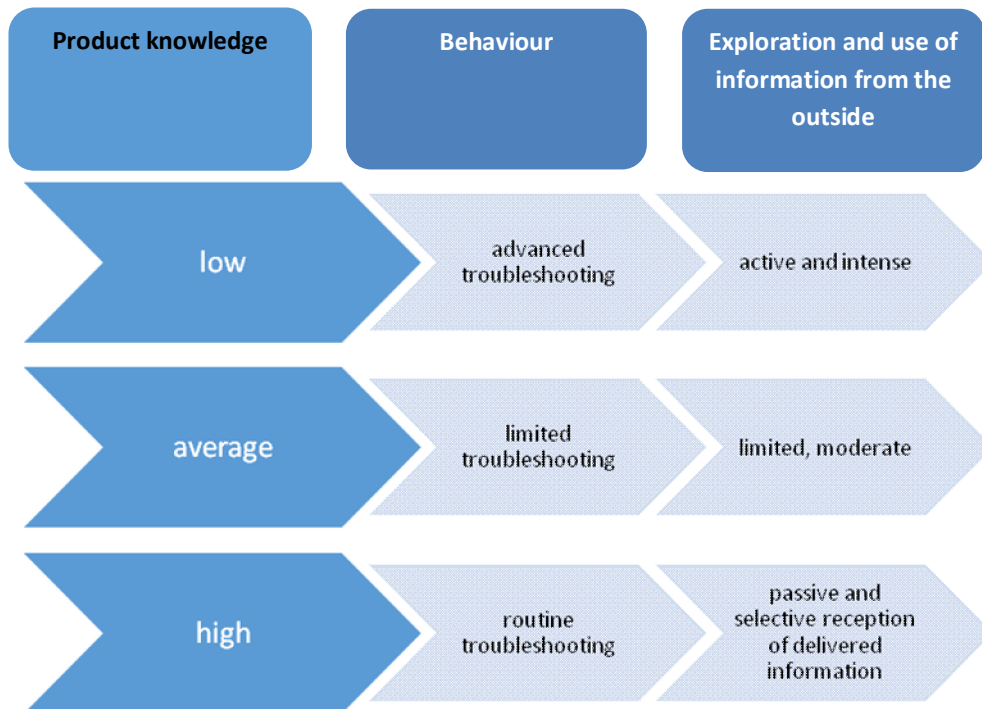 Product knowledge
Behaviour
Exploration and use of
information from the
outside
low
advanced
troubleshooting
active and intense
average
limited
troubleshooting
limited, moderate
high
routine
troubleshooting
passive and
selective reception
of delivered
information